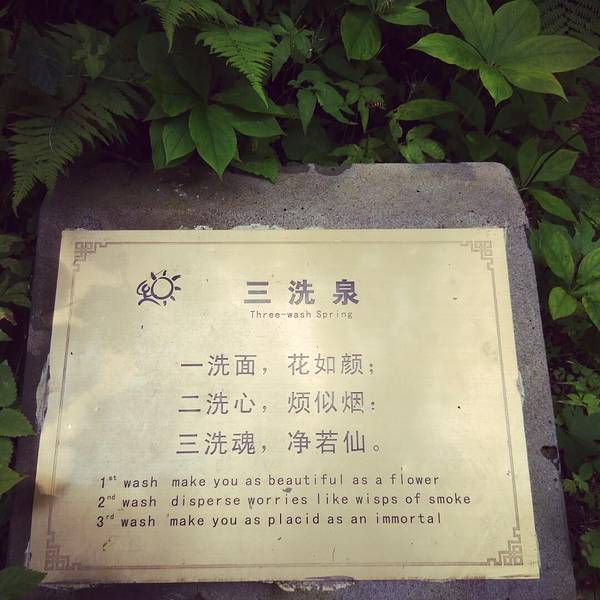 三洗泉
Three-wash Spring
一洗面，花如颜；
二洗心，烦似烟；
三洗魂，净若仙。
1st wash make you as beautiful as a flower
2nd wash disperse worries like wisps of smoke
3rd wash make you as placid as an immortal